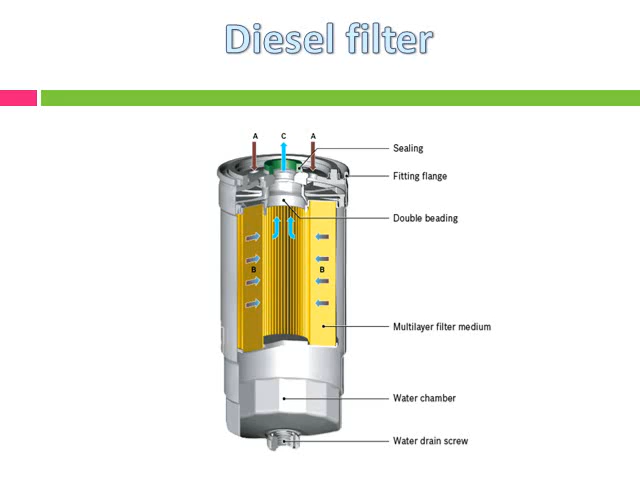 Diesel filter
A C A
Sealing
Fitting flange
Double beading
B B
Multilayer filter medium
Water chamber
Water drain screw